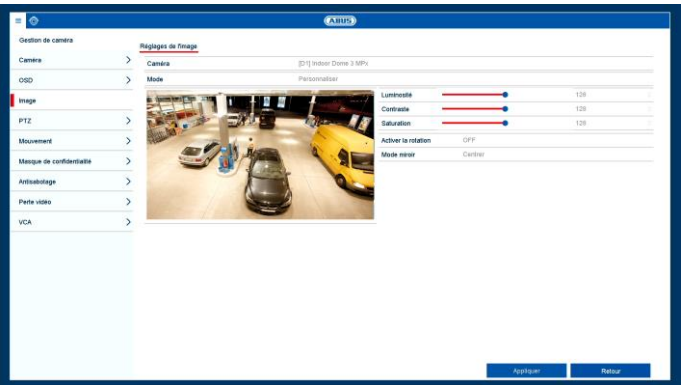 ABUS
Gestion de caméra
Réglages de l'image
Caméra
[D1] Indoor Dome 3 MPx
OSD
Mode
Personnaliser
Image
Luminosité
128
Contraste
128
Saturation
128
PTZ
Mouvement
Activer la rotation
OFF
Mode miroir
Central
Masque de confidentialité
Antisabotage
Perte vidéo
VCA
Appliquer
Retour